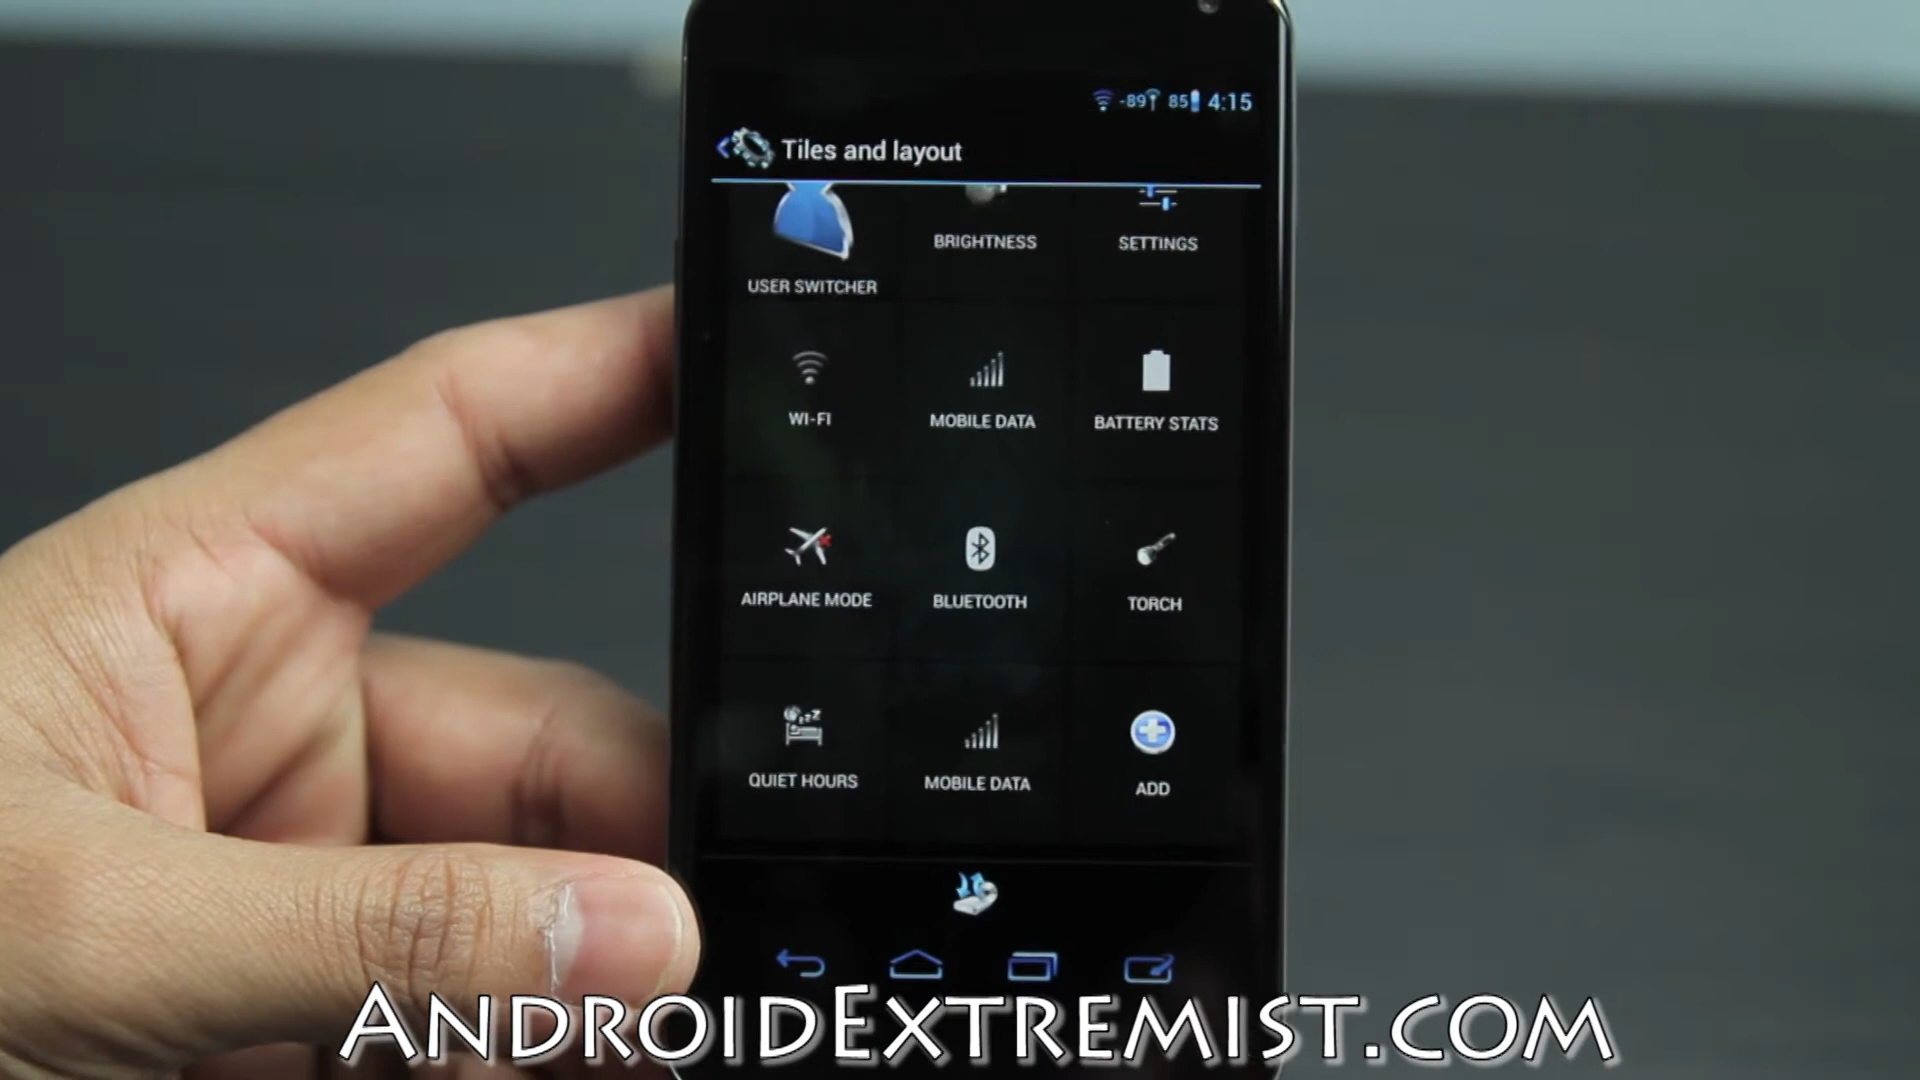 -89 85 4:15
Tiles and layout
USER SWITCHER BRIGHTNESS SETTINGS
WI-FI MOBILE DATA BATTERY STATS
AIRPLANE MODE BLUETOOTH TORCH
QUIET HOURS MOBILE DATA ADD
ANDROIDEXTREMIST.COM